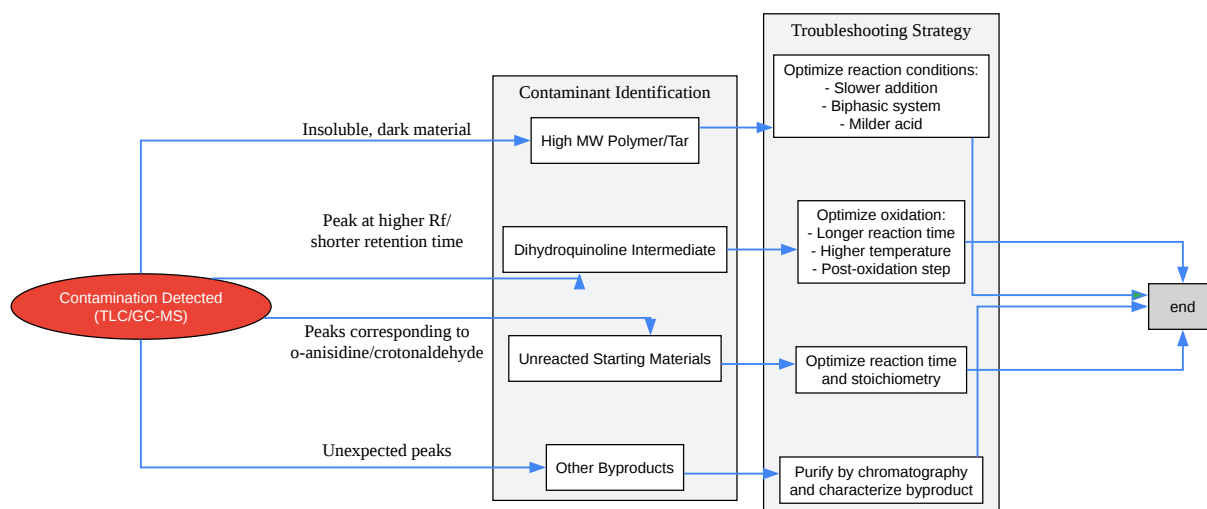 Troubleshooting Strategy
Optimize reaction conditions:
- Slower addition
- Biphasic system
- Milder acid
Contaminant Identification
Insoluble, dark material
High MW Polymer/Tar
Peak at higher Rf/
shorter retention time
Dihydroquinoline Intermediate
Optimize oxidation:
- Longer reaction time
- Higher temperature
- Post-oxidation step
Contamination Detected
(TLC/GC-MS)
end
Peaks corresponding to
o-anisidine/crotonaldehyde
Unreacted Starting Materials
Optimize reaction time
and stoichiometry
Unexpected peaks
Other Byproducts
Purify by chromatography
and characterize byproduct